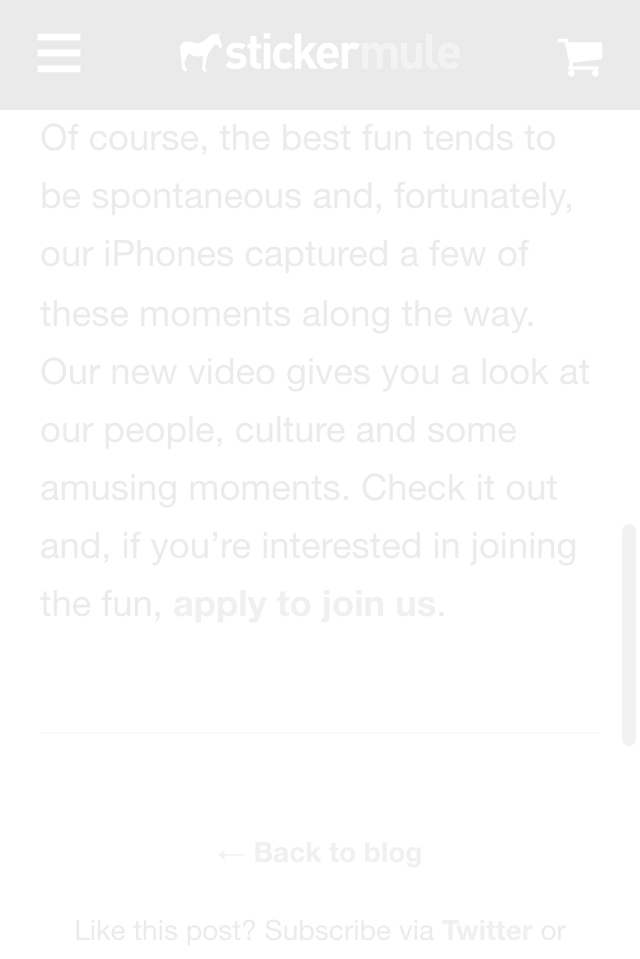 stickermule
Of course, the best fun tends to
be spontaneous and, fortunately,
our iPhones captured a few of
these moments along the way.
Our new video gives you a look at
our people, culture and some
amusing moments. Check it out
and, if you’re interested in joining
the fun, apply to join us.
← Back to blog
Like this post? Subscribe via Twitter or